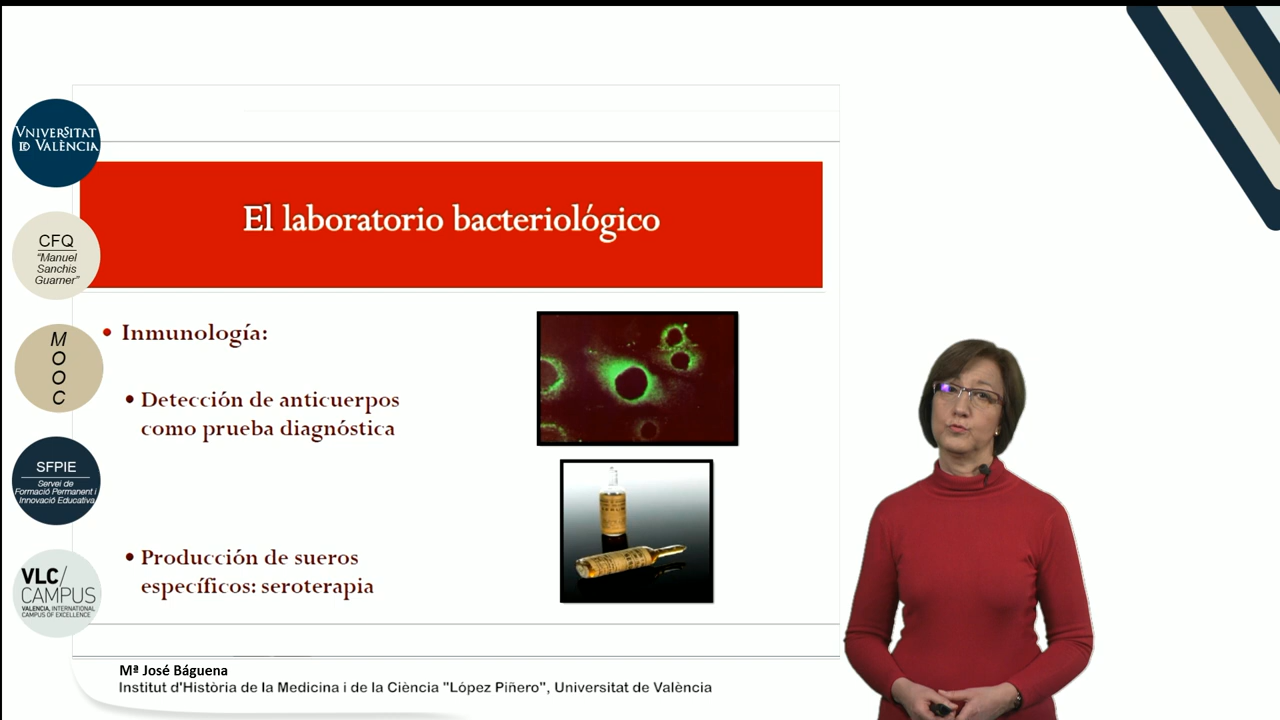 VNIVERSITAT
ID VALÈNCIA
CFQ
"Manuel
Sanchis
Guarner"
M
O
O
C
SFPIE
Servei de
Formació Permanent i
Innovació Educativa
VLC/
CAMPUS
VALENCIA, INTERNATIONAL
CAMPUS OF EXCELLENCE
El laboratorio bacteriológico
• Inmunología:
• Detección de anticuerpos
como prueba diagnóstica
• Producción de sueros
específicos: seroterapia
Mª José Báguena
Institut d'Història de la Medicina i de la Ciència "López Piñero", Universitat de València